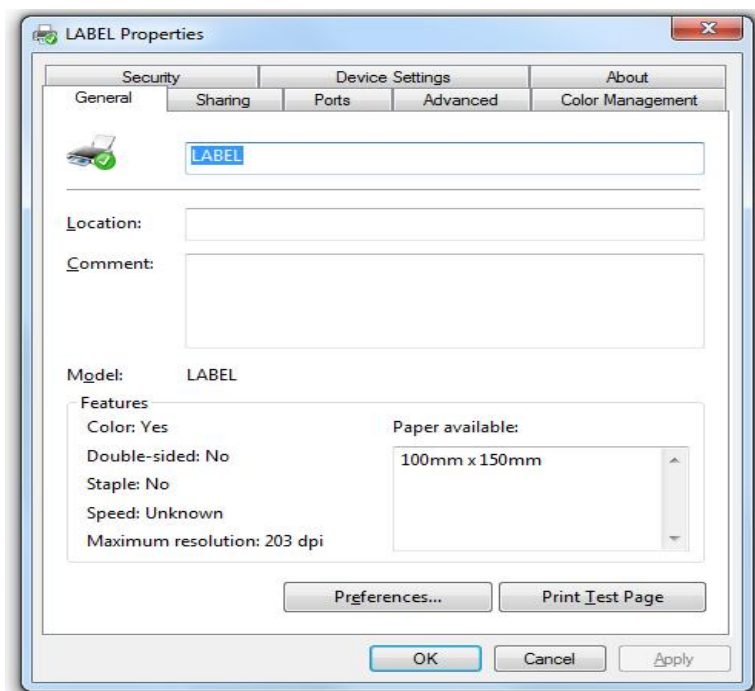 LABEL Properties
Security Device Settings About
General Sharing Ports Advanced Color Management
LABEL
Location:
Comment:
Model: LABEL
Features
Color: Yes
Double-sided: No
Staple: No
Speed: Unknown
Maximum resolution: 203 dpi
Paper available:
100mm x 150mm
Preferences... Print Test Page
OK Cancel Apply